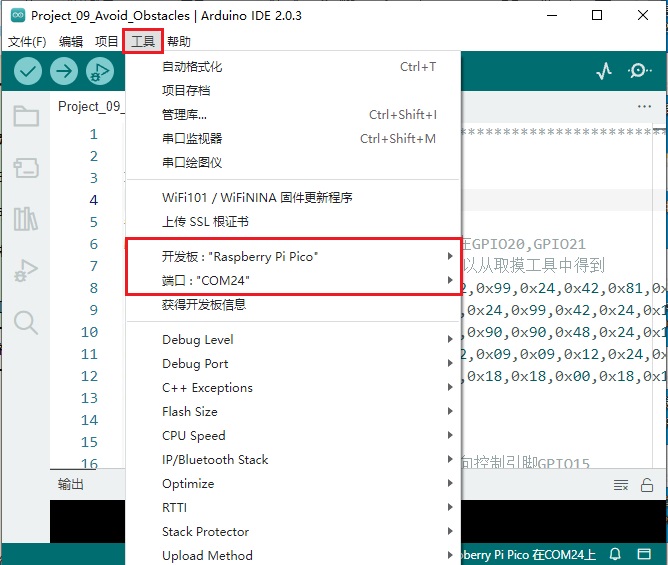 Project_09_Avoid_Obstacles | Arduino IDE 2.0.3
文件(F) 编辑 项目 工具 帮助
自动格式化 Ctrl+T
项目存档
管理库... Ctrl+Shift+I
串口监视器 Ctrl+Shift+M
串口绘图仪
WiFi101 / WiFiNINA 固件更新程序
上传 SSL 根证书
开发板 : "Raspberry Pi Pico"
端口 : "COM24"
获得开发板信息
Debug Level
Debug Port
C++ Exceptions
Flash Size
CPU Speed
IP/Bluetooth Stack
Optimize
RTTI
Stack Protector
Upload Method
Project_09_
1
2
3
4
5
6 在GPIO20,GPIO21
7 以从取摸工具中得到
8 2,0x99,0x24,0x42,0x81,0
9 ,0x24,0x99,0x42,0x24,0x1
10 ,0x90,0x90,0x48,0x24,0x1
11 2,0x09,0x09,0x12,0x24,0x
12 ,0x18,0x18,0x00,0x18,0x1
13
14
15
16 向控制引脚GPIO15
输出
berry Pi Pico 在COM24上